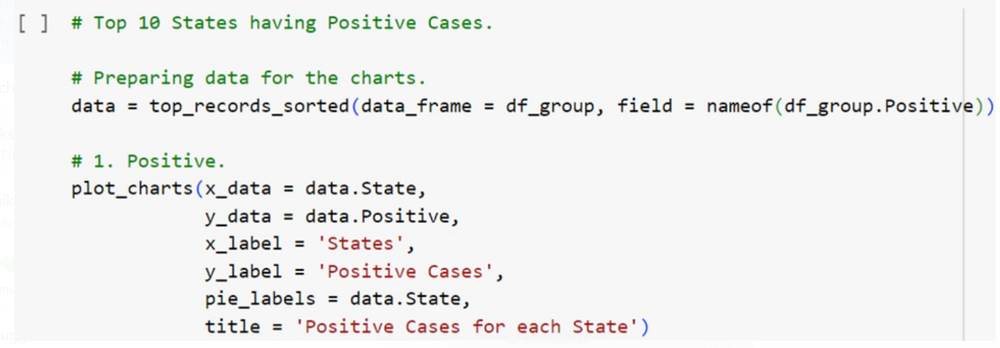 [ ] # Top 10 States having Positive Cases.
# Preparing data for the charts.
data = top_records_sorted(data_frame = df_group, field = nameof(df_group.Positive))
# 1. Positive.
plot_charts(x_data = data.State,
y_data = data.Positive,
x_label = 'States',
y_label = 'Positive Cases',
pie_labels = data.State,
title = 'Positive Cases for each State')